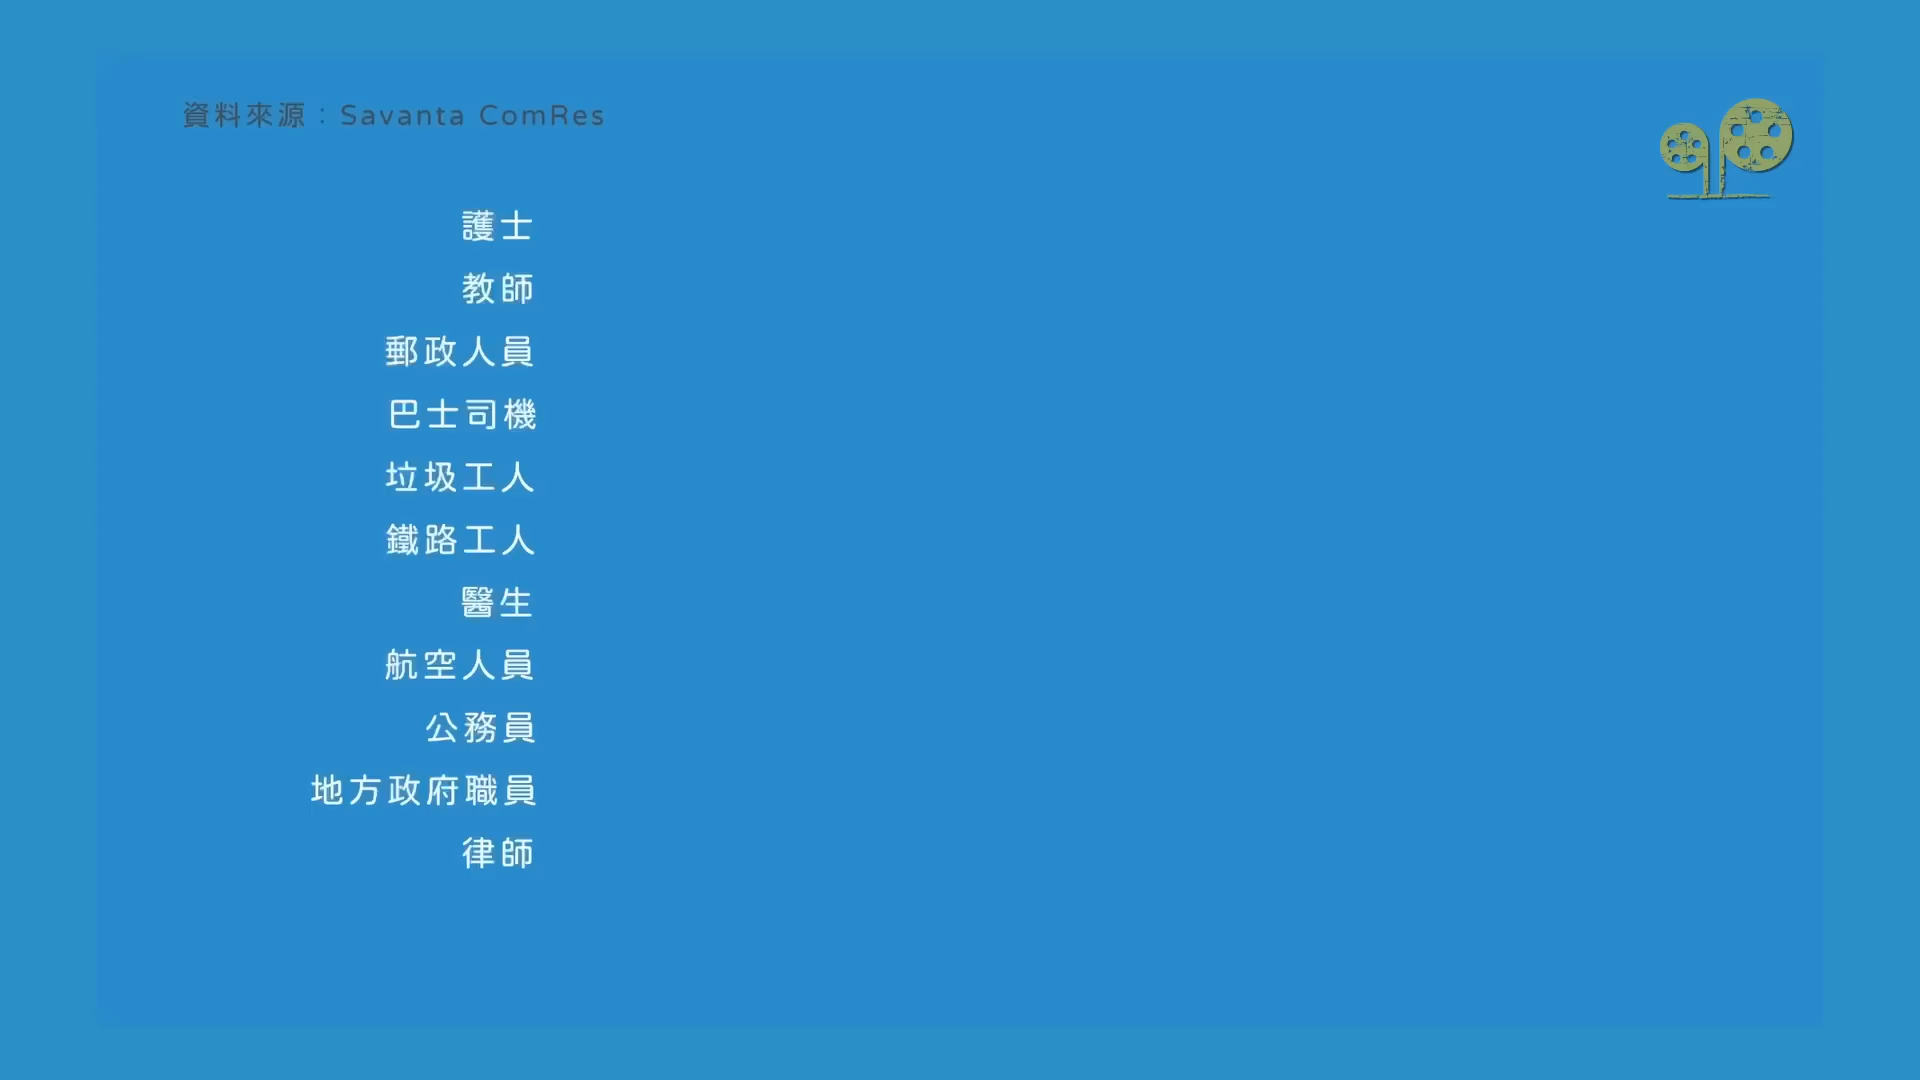 資料來源：Savanta ComRes
護士
教師
郵政人員
巴士司機
垃圾工人
鐵路工人
醫生
航空人員
公務員
地方政府職員
律師